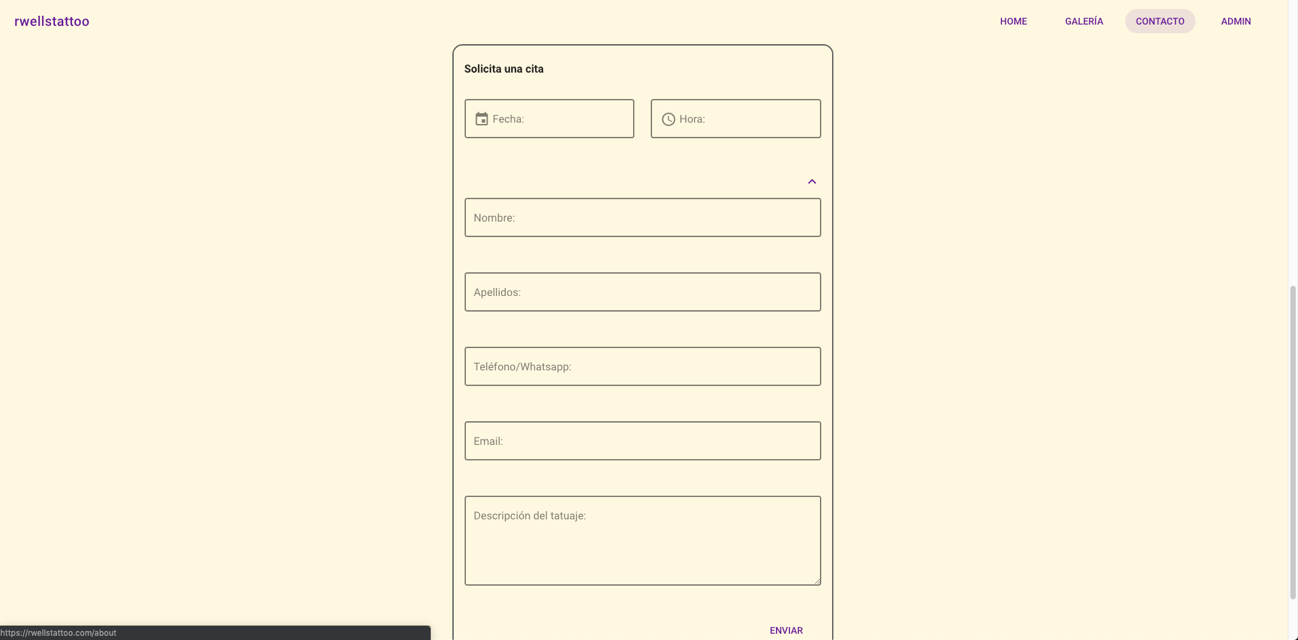 rwellstattoo HOME GALERÍA CONTACTO ADMIN
Solicita una cita
Fecha: Hora:
Nombre:
Apellidos:
Teléfono/Whatsapp:
Email:
Descripción del tatuaje:
ENVIAR
https://rwellstattoo.com/about